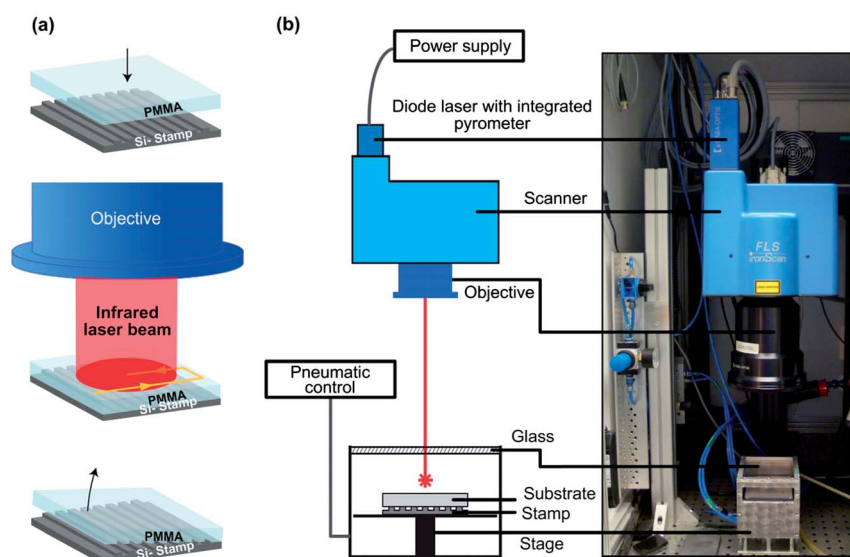 (a)
PMMA
Si- Stamp
Objective
Infrared
laser beam
PMMA
Si- Stamp
PMMA
Si- Stamp
(b)
Power supply
Diode laser with integrated
pyrometer
Scanner
Objective
Pneumatic
control
Glass
Substrate
Stamp
Stage
FLS
ironScan